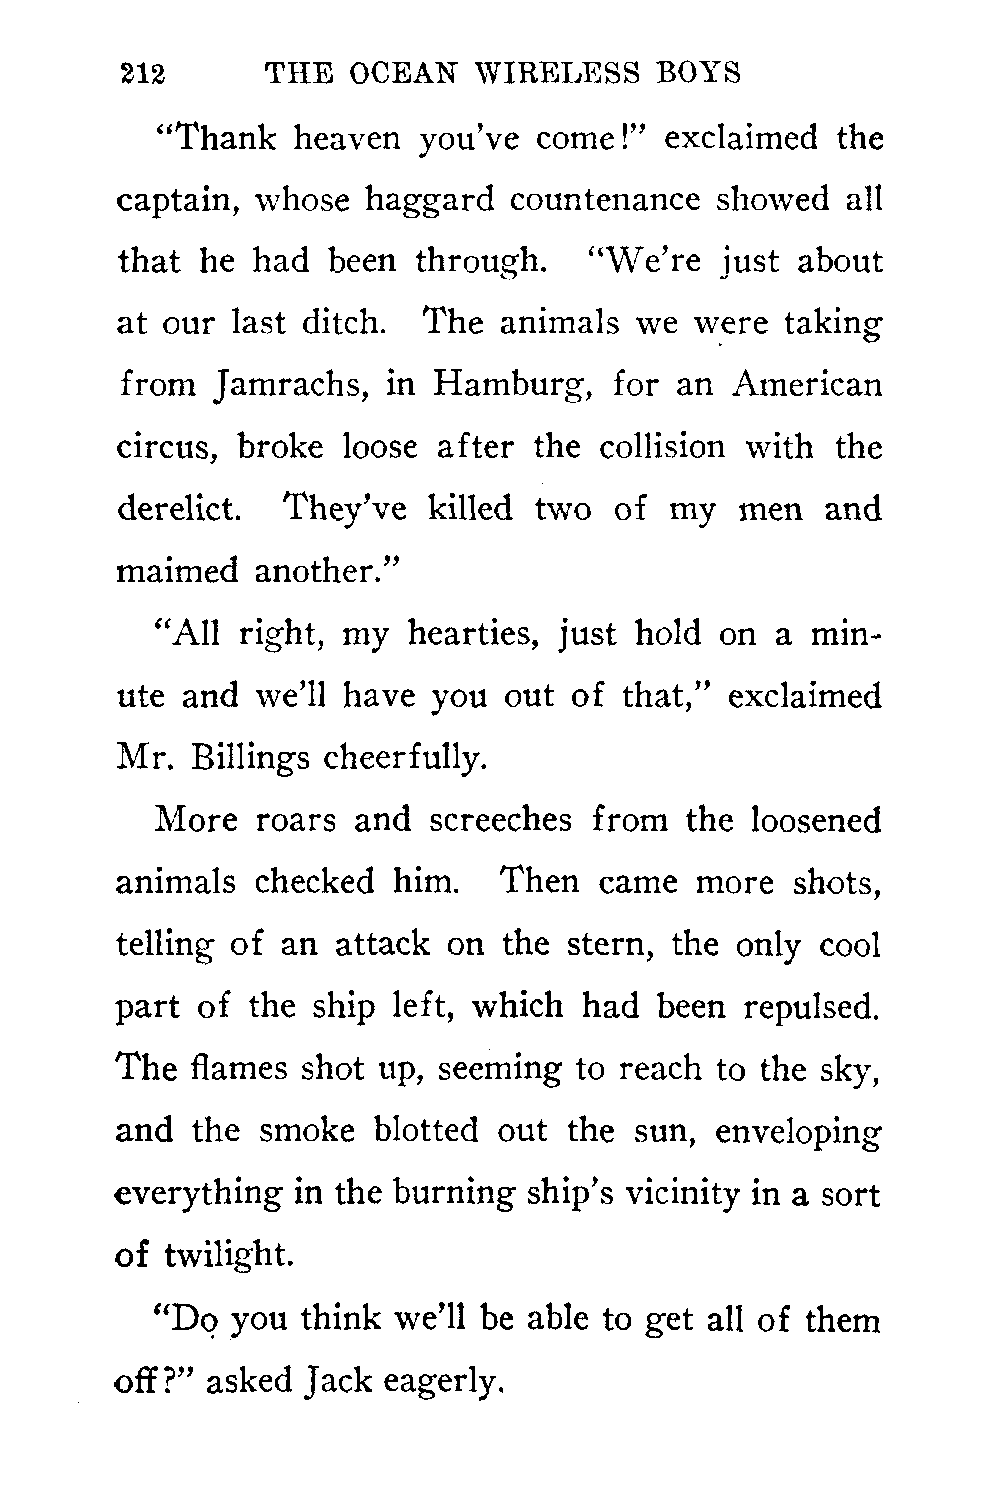 212 THE OCEAN WIRELESS BOYS
“Thank heaven you’ve come!” exclaimed the
captain, whose haggard countenance showed all
that he had been through. “We’re just about
at our last ditch. The animals we were taking
from Jamrachs, in Hamburg, for an American
circus, broke loose after the collision with the
derelict. They’ve killed two of my men and
maimed another.”
“All right, my hearties, just hold on a min-
ute and we’ll have you out of that,” exclaimed
Mr. Billings cheerfully.
More roars and screeches from the loosened
animals checked him. Then came more shots,
telling of an attack on the stern, the only cool
part of the ship left, which had been repulsed.
The flames shot up, seeming to reach to the sky,
and the smoke blotted out the sun, enveloping
everything in the burning ship’s vicinity in a sort
of twilight.
“Do you think we’ll be able to get all of them
off?” asked Jack eagerly.